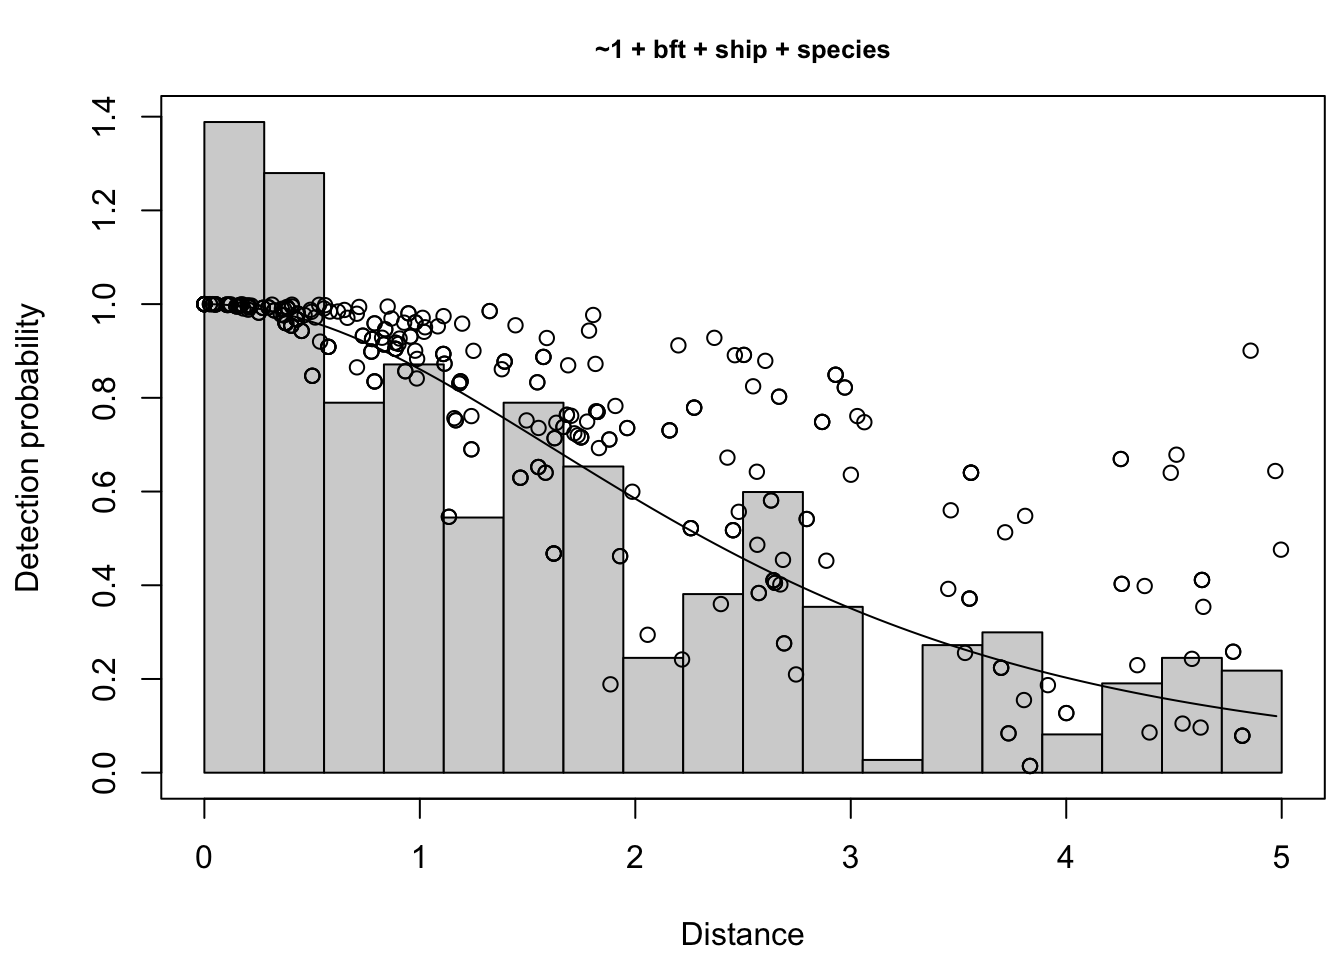 ~1 + bft + ship + species
Detection probability
1.4
1.2
1.0
0.8
0.6
0.4
0.2
0.0
0 1 2 3 4 5
Distance